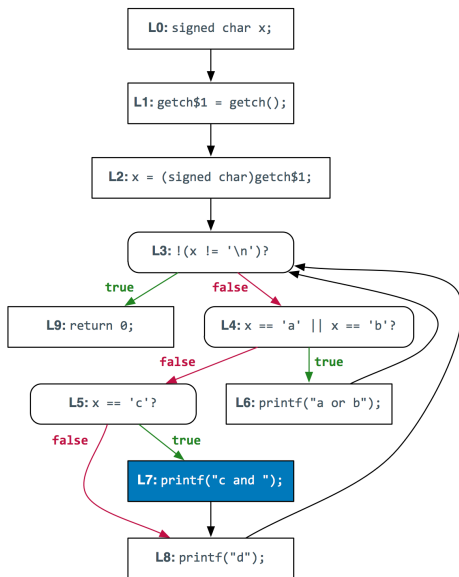 L0: signed char x;
L1: getch$1 = getch();
L2: x = (signed char)getch$1;
L3: !(x != '\n')?
true
false
L9: return 0;
L4: x == 'a' || x == 'b'?
false
true
L5: x == 'c'?
L6: printf("a or b");
false
true
L7: printf("c and ");
L8: printf("d");